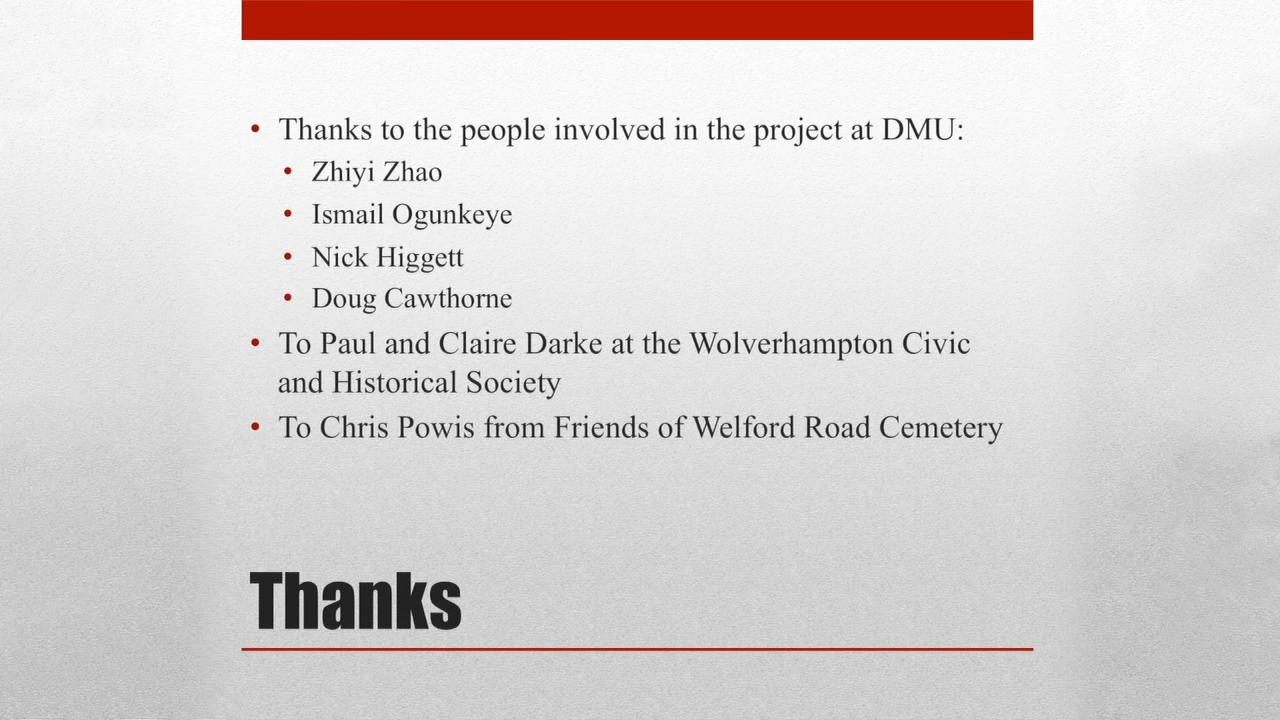 • Thanks to the people involved in the project at DMU:
• Zhiyi Zhao
• Ismail Ogunkeye
• Nick Higgett
• Doug Cawthorne
• To Paul and Claire Darke at the Wolverhampton Civic
and Historical Society
• To Chris Powis from Friends of Welford Road Cemetery
Thanks